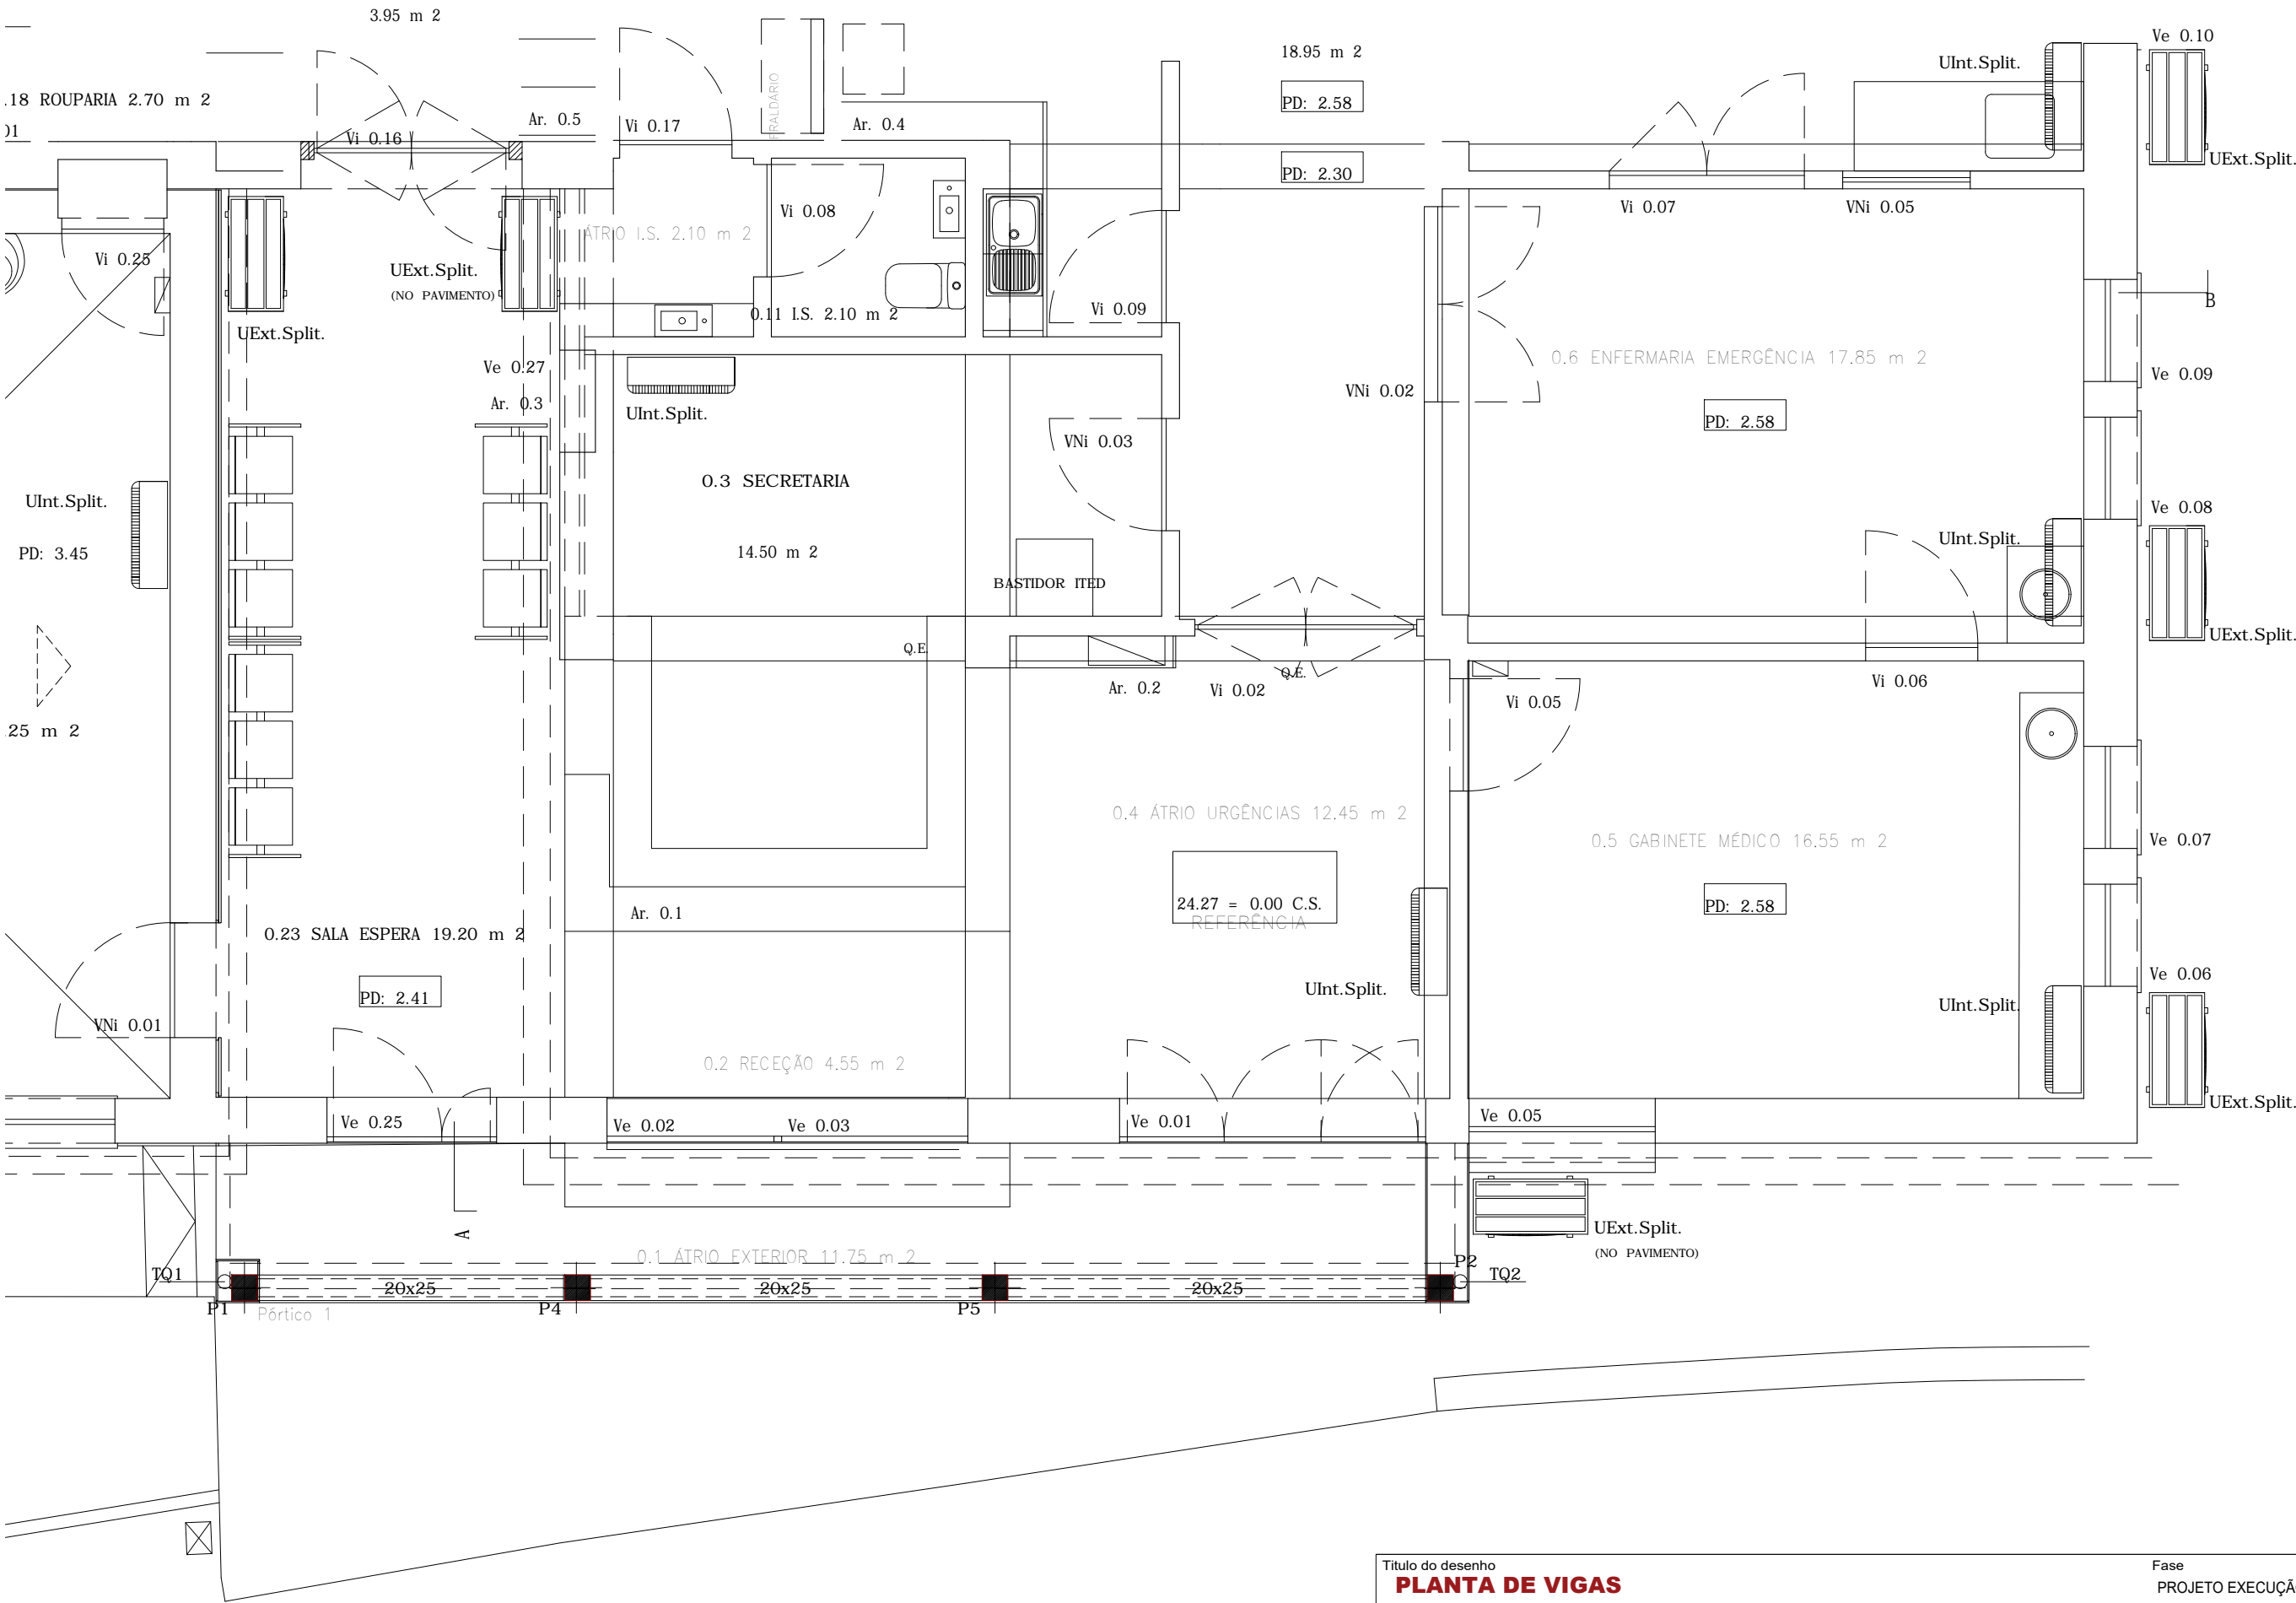 3.95 m 2
Ve 0.10
18.95 m 2
UInt.Split.
FRALDÁRIO
.18 ROUPARIA 2.70 m 2
PD: 2.58
Ar. 0.5
Vi 0.17
Ar. 0.4
01
Vi 0.16
UExt.Split.
PD: 2.30
Vi 0.08
Vi 0.07
VNi 0.05
ÁTRIO I.S. 2.10 m 2
Vi 0.25
UExt.Split.
(NO PAVIMENTO)
B
Vi 0.09
0.11 I.S. 2.10 m 2
UExt.Split.
0.6 ENFERMARIA EMERGÊNCIA 17.85 m 2
Ve 0.27
Ve 0.09
VNi 0.02
Ar. 0.3
UInt.Split.
PD: 2.58
VNi 0.03
0.3 SECRETARIA
UInt.Split.
Ve 0.08
UInt.Split.
PD: 3.45
14.50 m 2
BASTIDOR ITED
UExt.Split.
Q.E.
Q.E.
Ar. 0.2
Vi 0.02
Vi 0.06
Vi 0.05
25 m 2
0.4 ÁTRIO URGÊNCIAS 12.45 m 2
0.5 GABINETE MÉDICO 16.55 m 2
Ve 0.07
24.27 = 0.00 C.S.
REFERÊNCIA
PD: 2.58
Ar. 0.1
0.23 SALA ESPERA 19.20 m 2
Ve 0.06
UInt.Split.
PD: 2.41
UInt.Split.
VNi 0.01
0.2 RECEÇÃO 4.55 m 2
UExt.Split.
Ve 0.25
Ve 0.02
Ve 0.03
Ve 0.01
Ve 0.05
A
UExt.Split.
(NO PAVIMENTO)
0.1 ÁTRIO EXTERIOR 11.75 m 2
P2
TQ1
TQ2
20x25
20x25
20x25
P1
Pórtico 1
P4
P5
Titulo do desenho
Fase
PLANTA DE VIGAS
PROJETO EXECUÇÃ